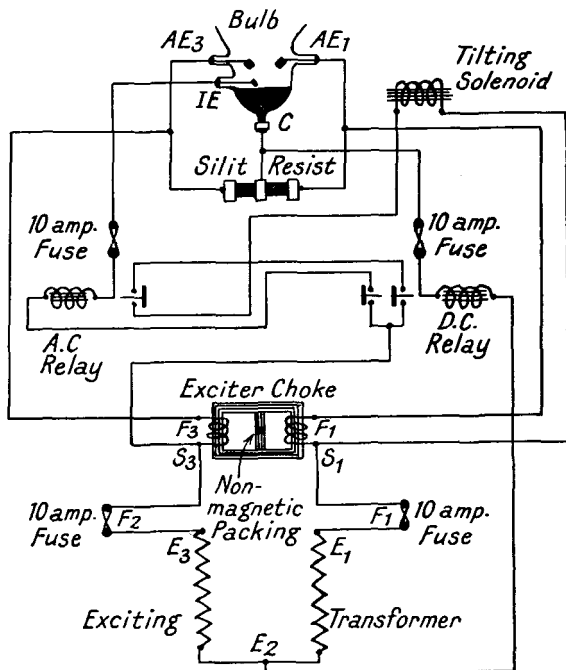 Bulb
AE3
AE1
Tilting
Solenoid
IE
C
Silit
Resist
10 amp.
Fuse
10 amp.
Fuse
A.C
Relay
D.C.
Relay
Exciter Choke
F3
F1
S3
S1
Non-
magnetic
Packing
10 amp.
Fuse
F2
F1
10 amp.
Fuse
E3
E1
Exciting
Transformer
E2